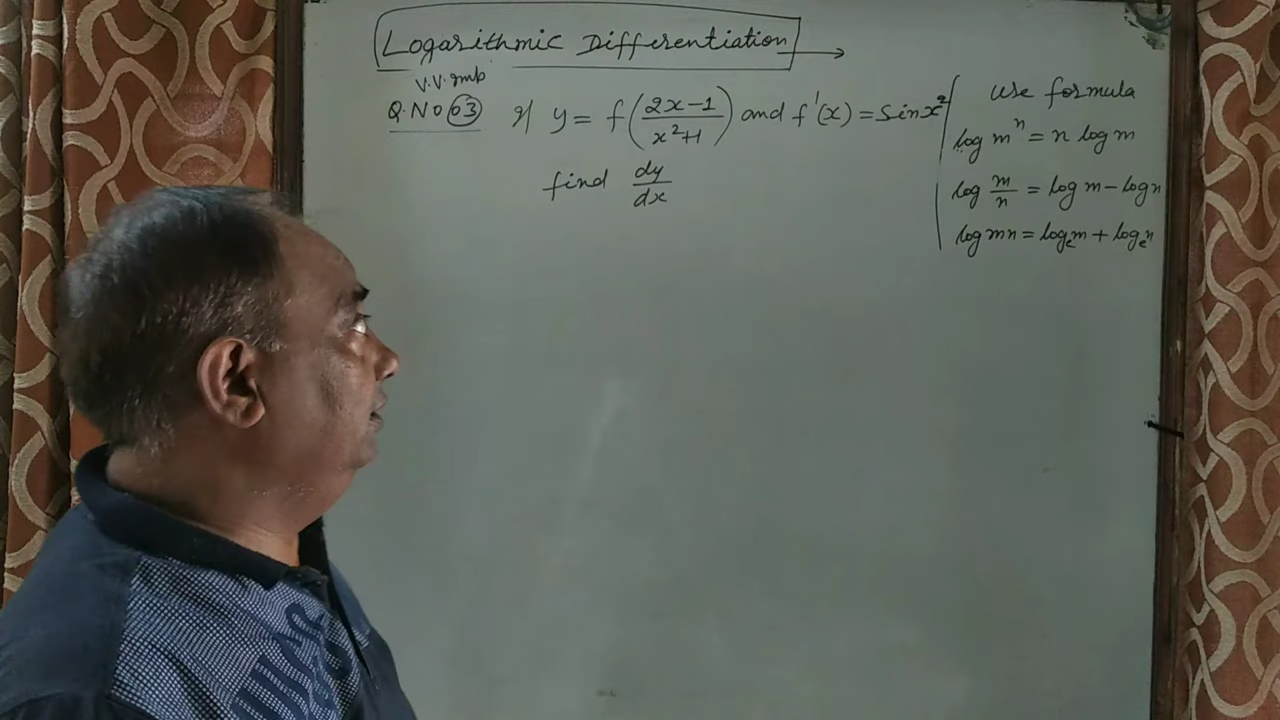 Logarithmic Differentiation
V.V. Imp
Q.NO 03 If y = f((2x-1)/(x²+1)) and f'(x) = Sin x²
find dy/dx
use formula
log mⁿ = n log m
log m/n = log m - log n
log mn = logₑm + logₑn